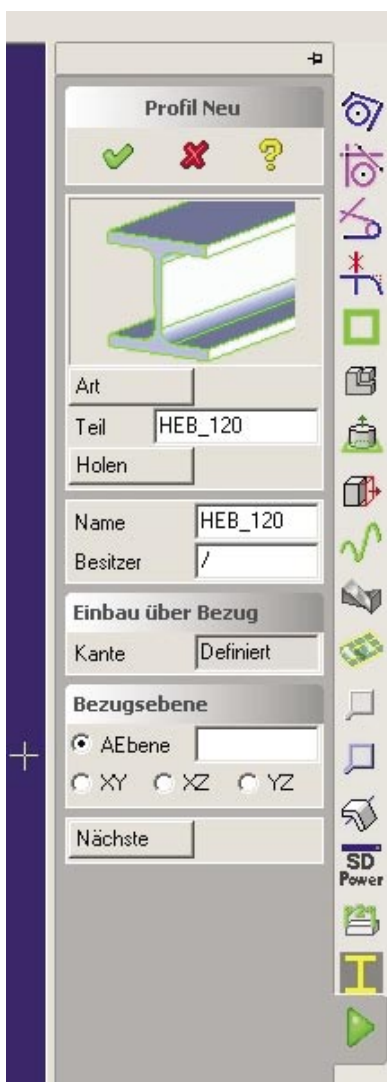 Profil Neu
Art
Teil HEB_120
Holen
Name HEB_120
Besitzer /
Einbau über Bezug
Kante Definiert
Bezugsebene
AEbene
XY XZ YZ
Nächste
SD
Power